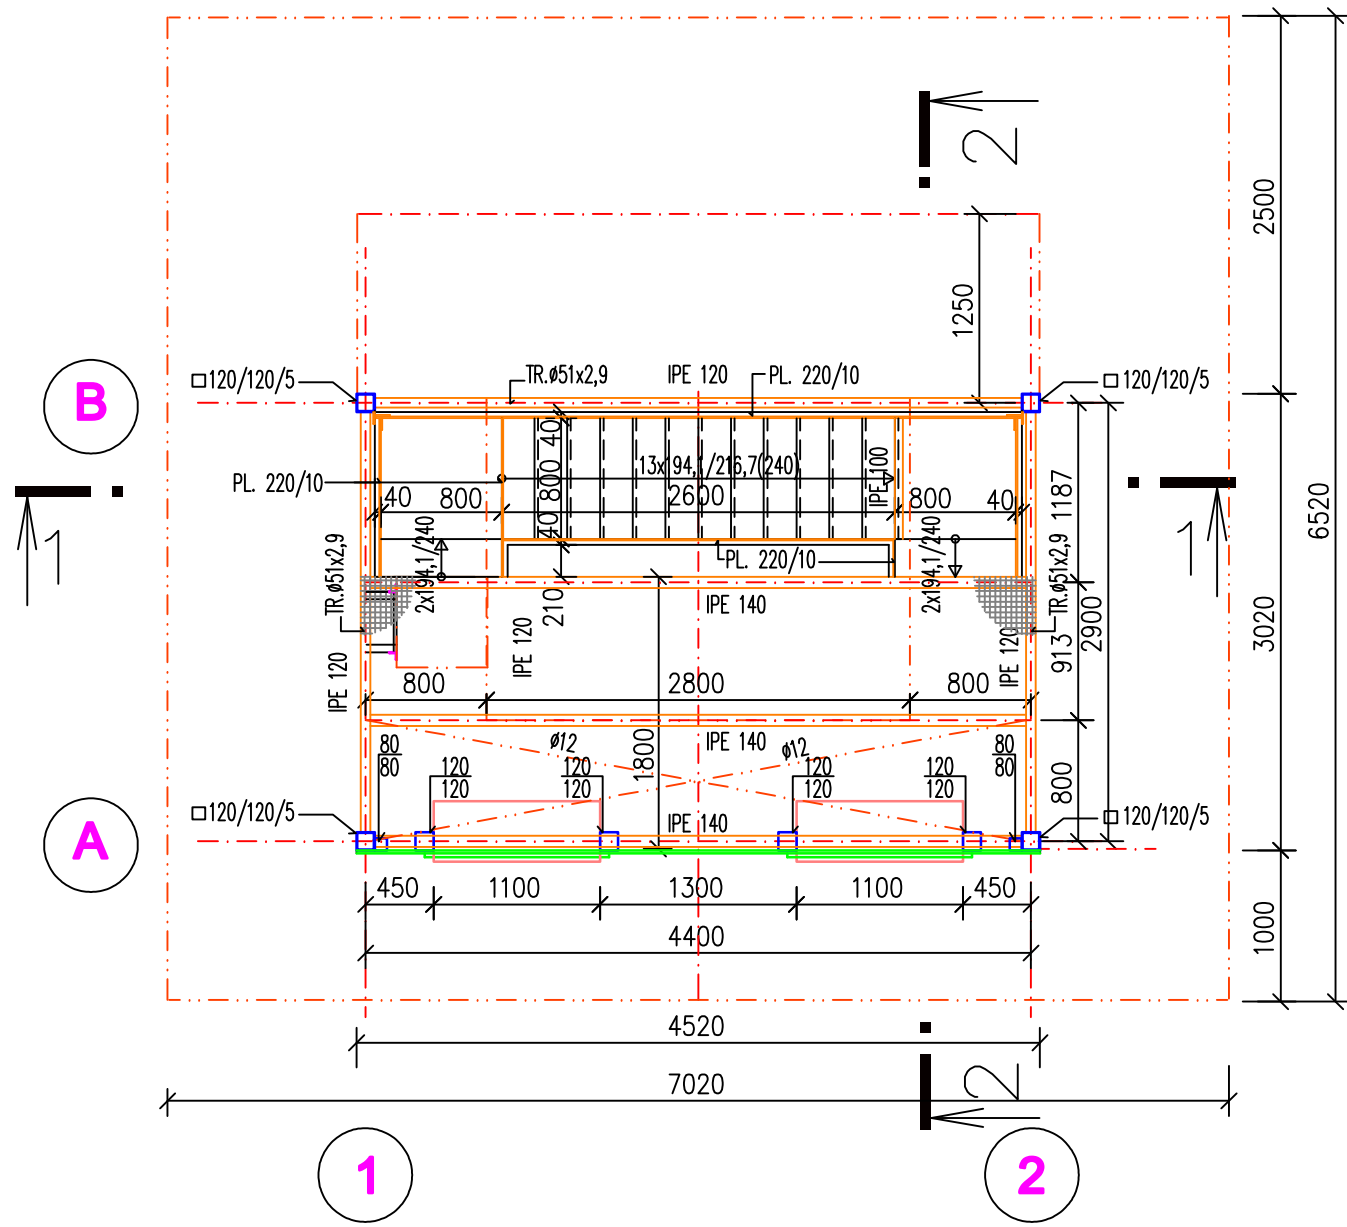 2
2500
1250
6520
B
□120/120/5
TR.ø51x2,9
IPE 120
PL. 220/10
□120/120/5
40
13x194,1/216,7(240)
IPE 100
PL. 220/10
40
800
800
2600
800
40
1187
1
40
2x194,1/240
PL. 220/10
2x194,1/240
1
TR.ø51x2,9
210
IPE 140
TR.ø51x2,9
2900
3020
IPE 120
IPE 120
IPE 120
913
800
2800
800
80
80
ø12
1800
IPE 140
ø12
80
80
120
120
120
120
120
120
120
120
800
A
□120/120/5
IPE 140
□120/120/5
450
1100
1300
1100
450
1000
4400
4520
2
7020
1
2